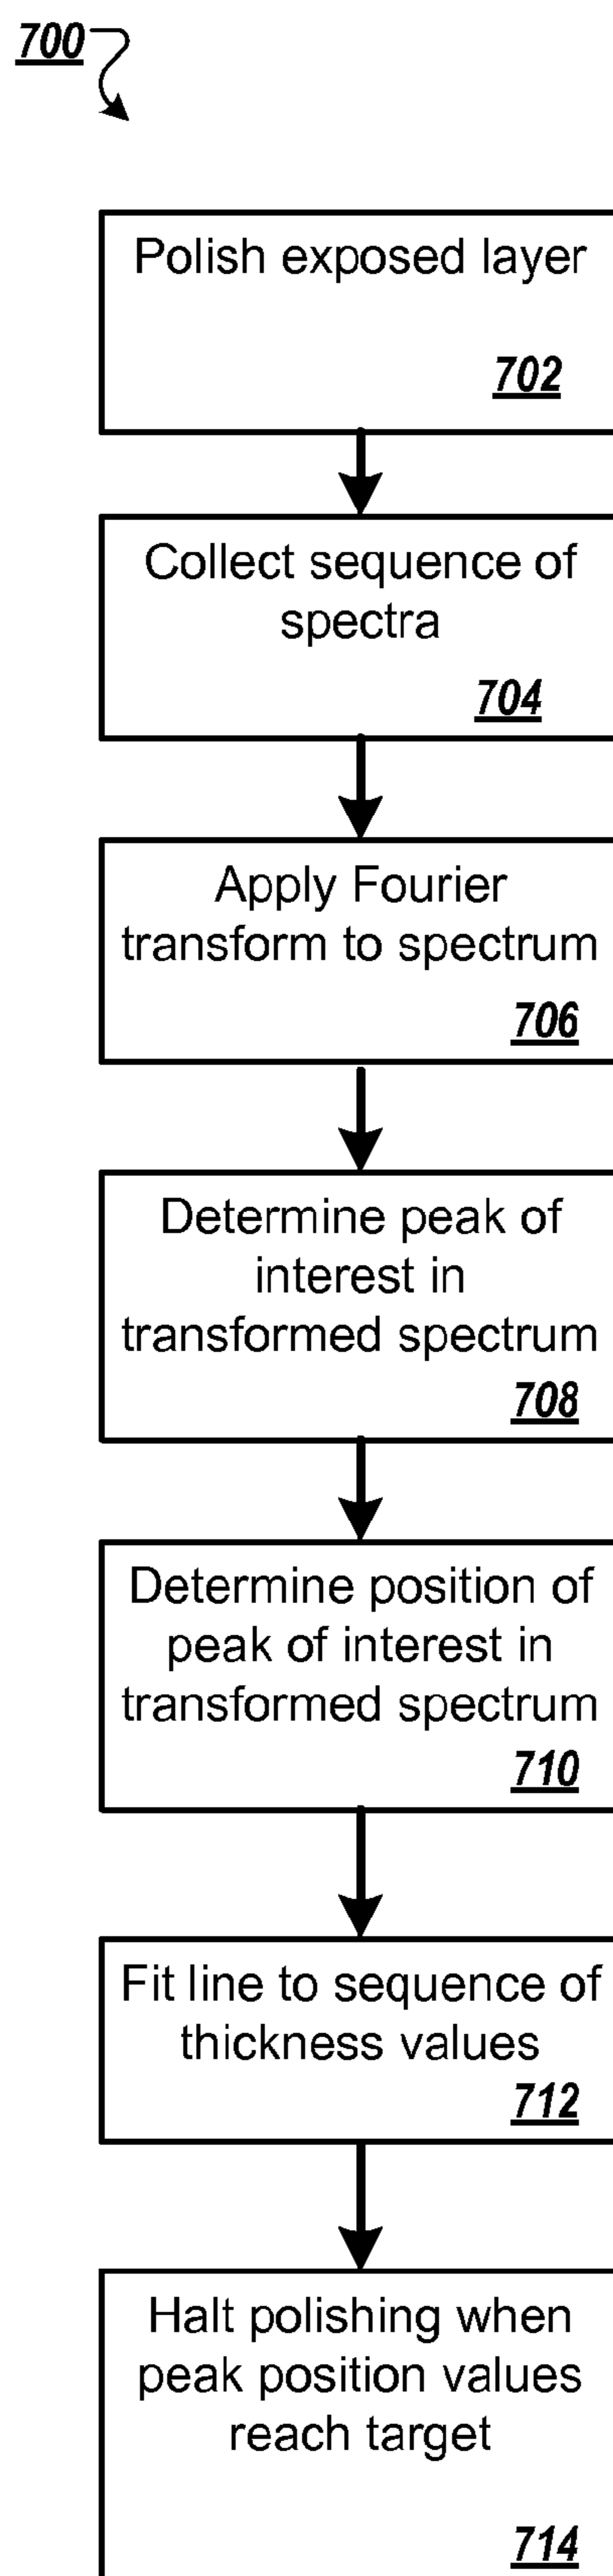 700
Polish exposed layer
702
Collect sequence of
spectra
704
Apply Fourier
transform to spectrum
706
Determine peak of
interest in
transformed spectrum
708
Determine position of
peak of interest in
transformed spectrum
710
Fit line to sequence of
thickness values
712
Halt polishing when
peak position values
reach target
714